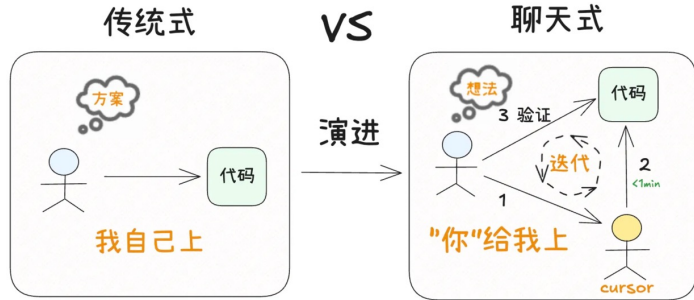 传统式
VS
聊天式
方案
代码
我自己上
演进
想法
代码
3 验证
迭代
2
<1min
1
"你"给我上
cursor